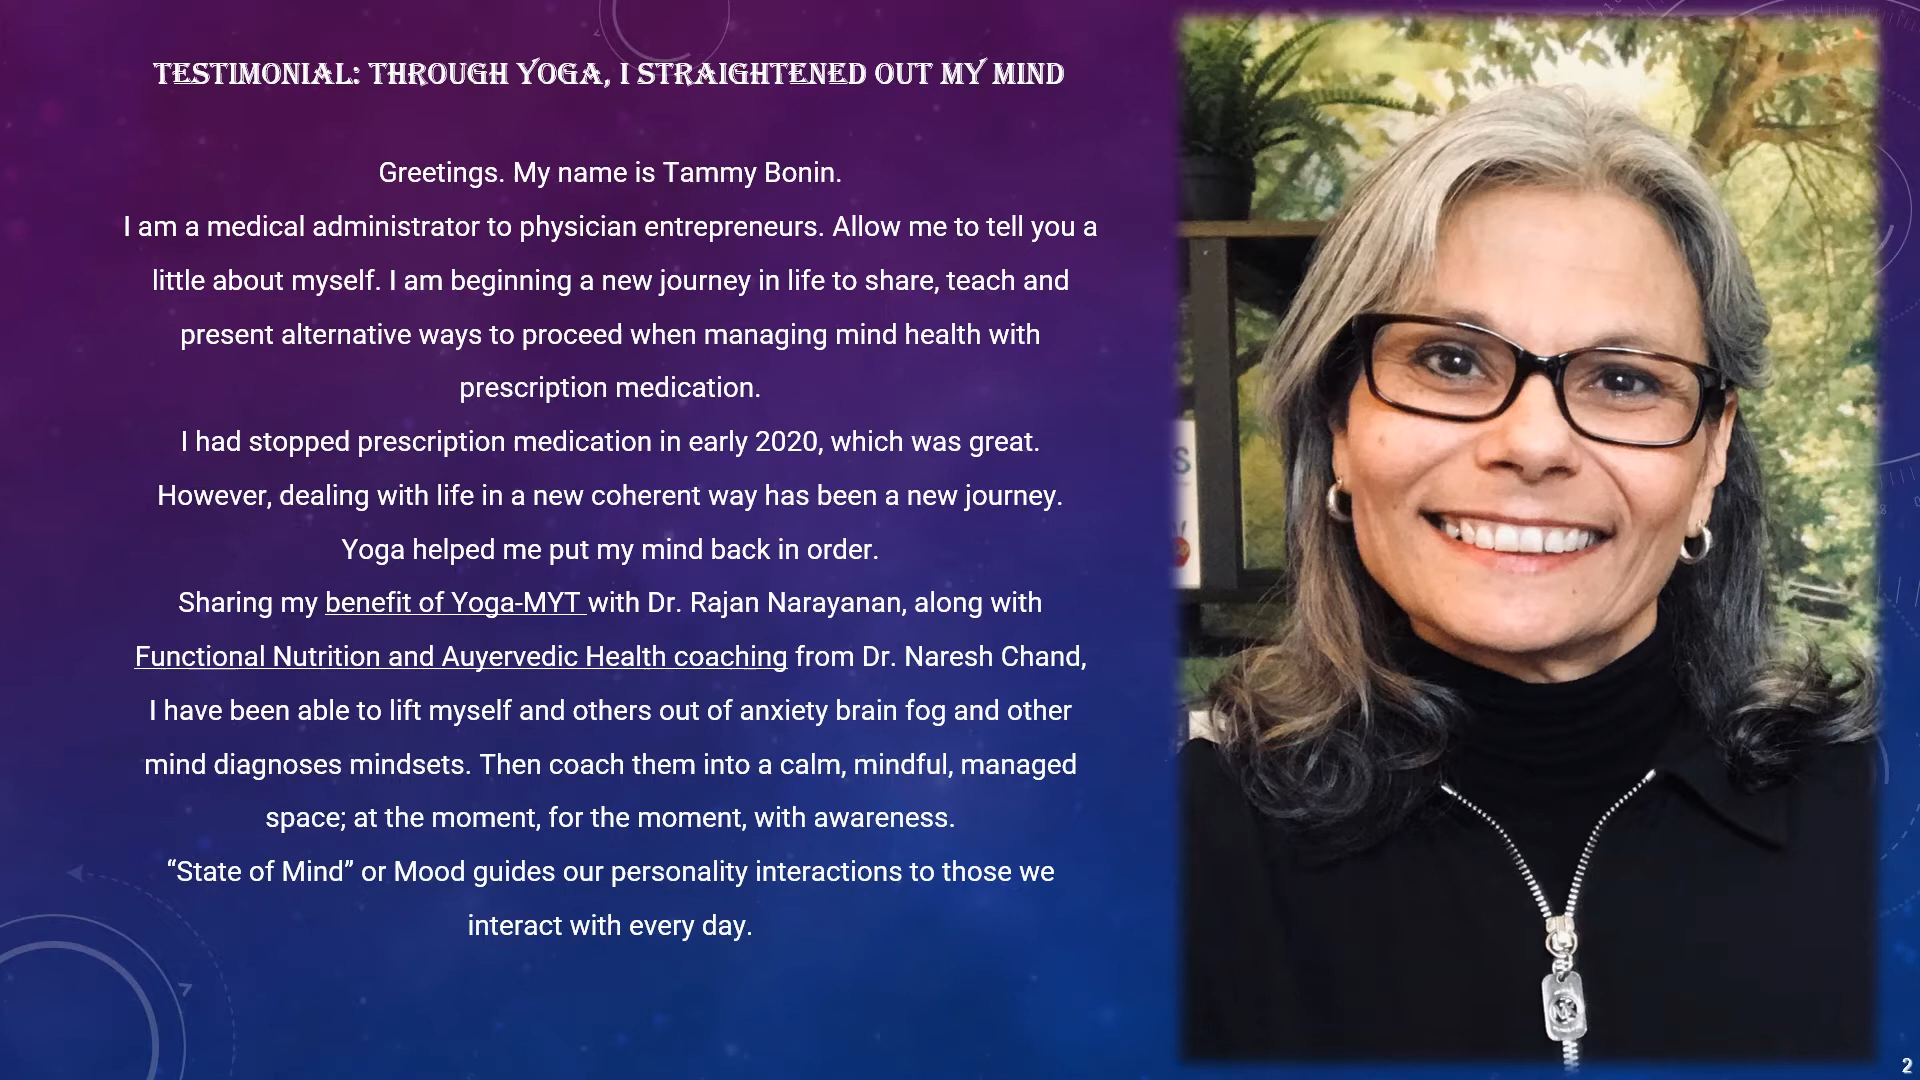 TESTIMONIAL: THROUGH YOGA, I STRAIGHTENED OUT MY MIND
Greetings. My name is Tammy Bonin.
I am a medical administrator to physician entrepreneurs. Allow me to tell you a
little about myself. I am beginning a new journey in life to share, teach and
present alternative ways to proceed when managing mind health with
prescription medication.
I had stopped prescription medication in early 2020, which was great.
However, dealing with life in a new coherent way has been a new journey.
Yoga helped me put my mind back in order.
Sharing my benefit of Yoga-MYT with Dr. Rajan Narayanan, along with
Functional Nutrition and Auyervedic Health coaching from Dr. Naresh Chand,
I have been able to lift myself and others out of anxiety brain fog and other
mind diagnoses mindsets. Then coach them into a calm, mindful, managed
space; at the moment, for the moment, with awareness.
“State of Mind” or Mood guides our personality interactions to those we
interact with every day.
2